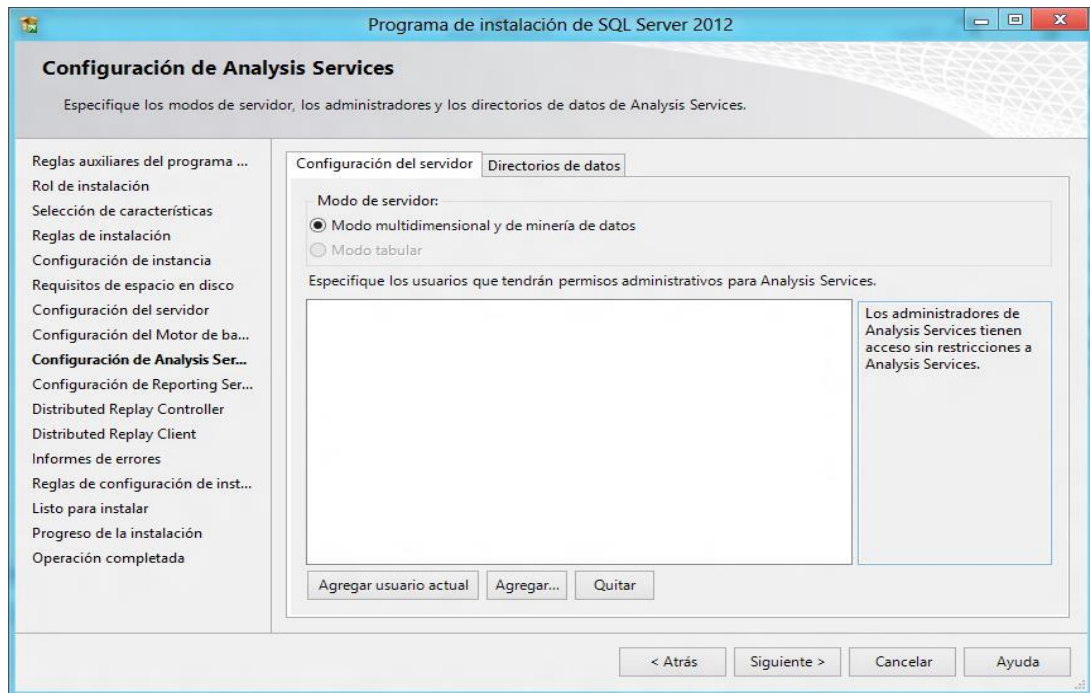 Programa de instalación de SQL Server 2012
Configuración de Analysis Services
Especifique los modos de servidor, los administradores y los directorios de datos de Analysis Services.
Reglas auxiliares del programa ...
Rol de instalación
Selección de características
Reglas de instalación
Configuración de instancia
Requisitos de espacio en disco
Configuración del servidor
Configuración del Motor de ba...
Configuración de Analysis Ser...
Configuración de Reporting Ser...
Distributed Replay Controller
Distributed Replay Client
Informes de errores
Reglas de configuración de inst...
Listo para instalar
Progreso de la instalación
Operación completada
Configuración del servidor
Directorios de datos
Modo de servidor:
Modo multidimensional y de minería de datos
Modo tabular
Especifique los usuarios que tendrán permisos administrativos para Analysis Services.
Los administradores de
Analysis Services tienen
acceso sin restricciones a
Analysis Services.
Agregar usuario actual
Agregar...
Quitar
< Atrás
Siguiente >
Cancelar
Ayuda